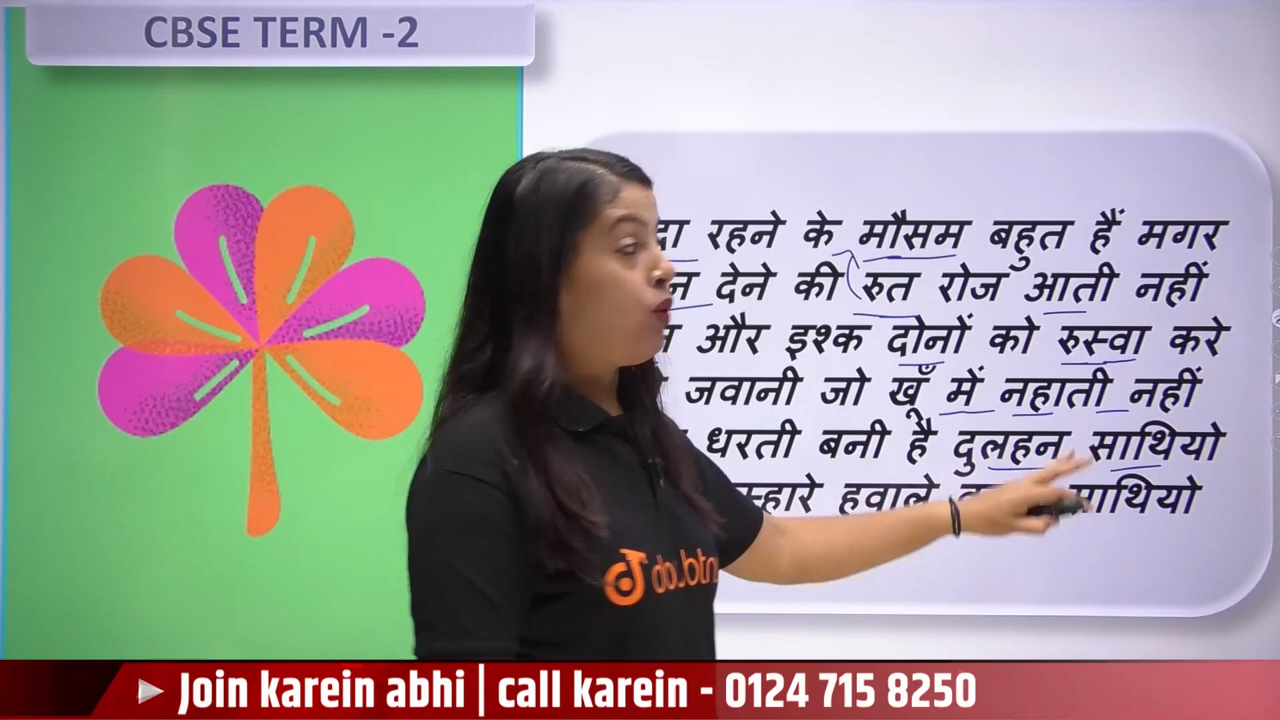 CBSE TERM -2
रहने के मौसम बहुत हैं मगर
देने की रुत रोज आती नहीं
और इश्क दोनों को रुस्वा करे
जवानी जो खूँ में नहाती नहीं
धरती बनी है दुलहन साथियो
हवाले साथियो
Join karein abhi | call karein - 0124 715 8250